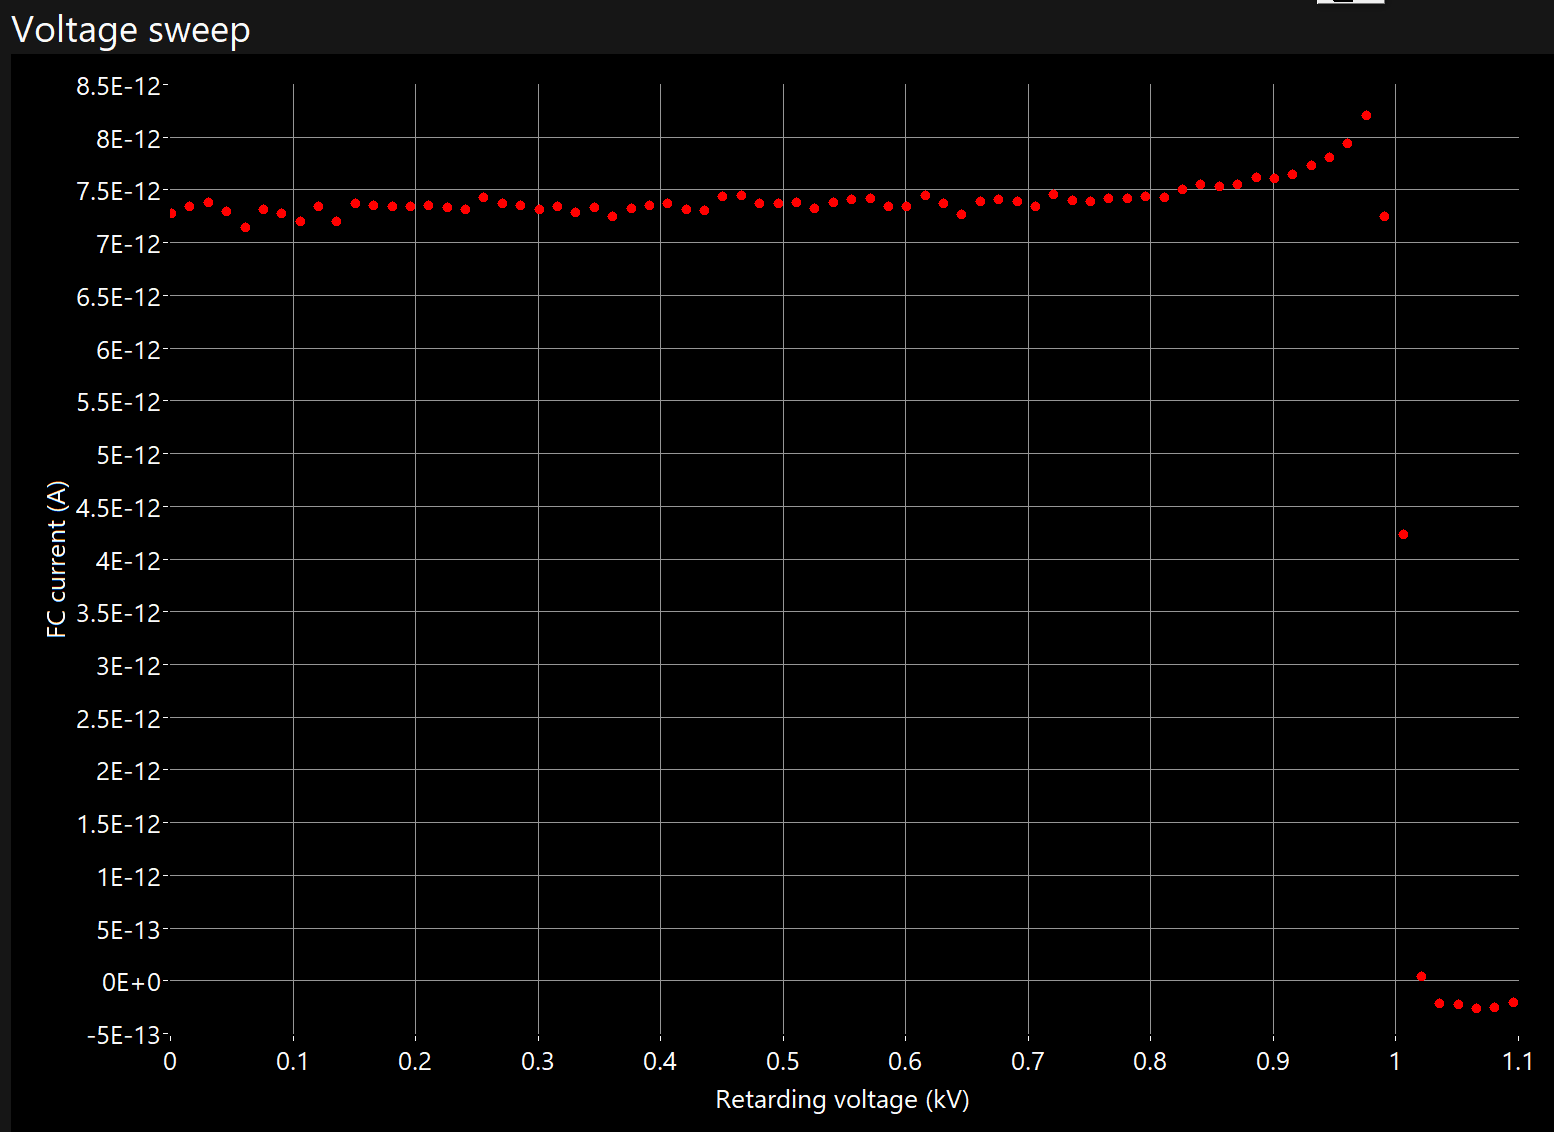 Voltage sweep
8.5E-12
8E-12
7.5E-12
7E-12
6.5E-12
6E-12
5.5E-12
5E-12
4.5E-12
4E-12
3.5E-12
3E-12
2.5E-12
2E-12
1.5E-12
1E-12
5E-13
0E+0
-5E-13
FC current (A)
0 0.1 0.2 0.3 0.4 0.5 0.6 0.7 0.8 0.9 1 1.1
Retarding voltage (kV)